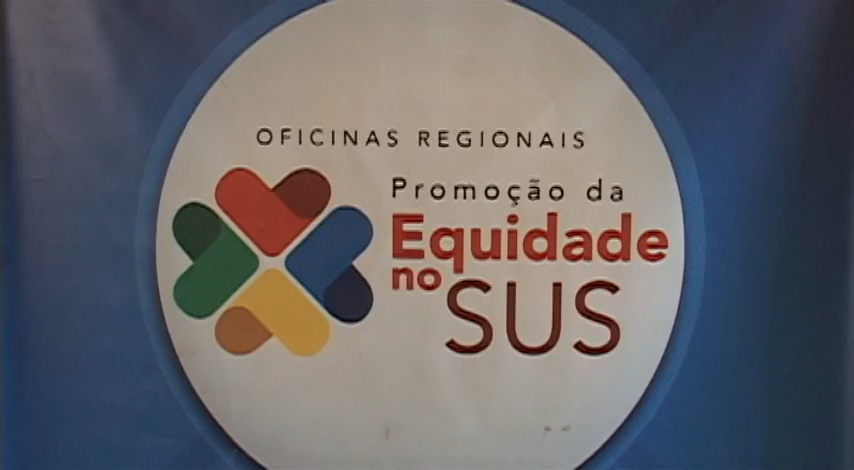 OFICINAS REGIONAIS
Promoção da
Equidade
no SUS